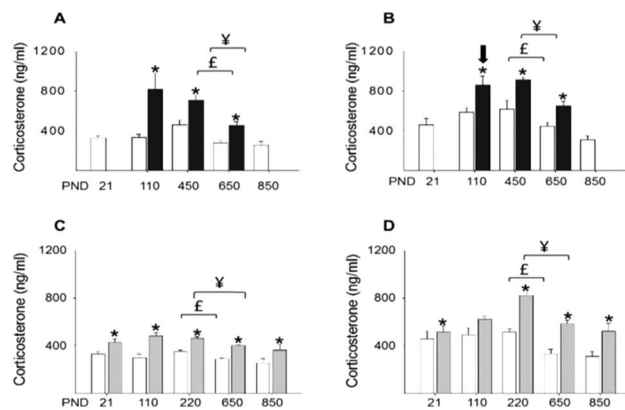 A
Corticosterone (ng/ml)
1200
800
400
¥
£
*
*
*
PND 21 110 450 650 850
B
Corticosterone (ng/ml)
1200
800
400
¥
£
*
*
*
PND 21 110 450 650 850
C
Corticosterone (ng/ml)
1200
800
400
¥
£
*
*
*
*
*
PND 21 110 220 650 850
D
Corticosterone (ng/ml)
1200
800
400
¥
£
*
*
*
*
21 110 220 650 850